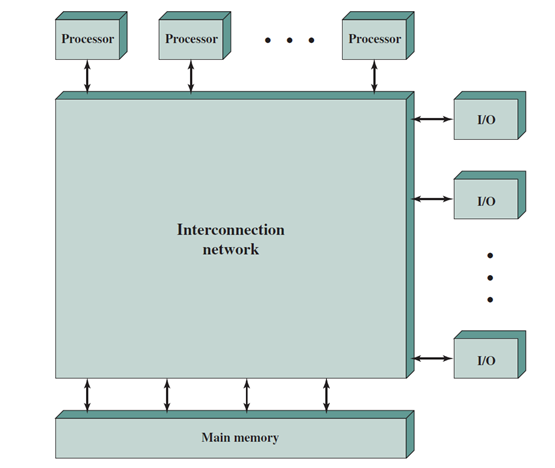 Processor
Processor
Processor
I/O
I/O
Interconnection
network
I/O
Main memory